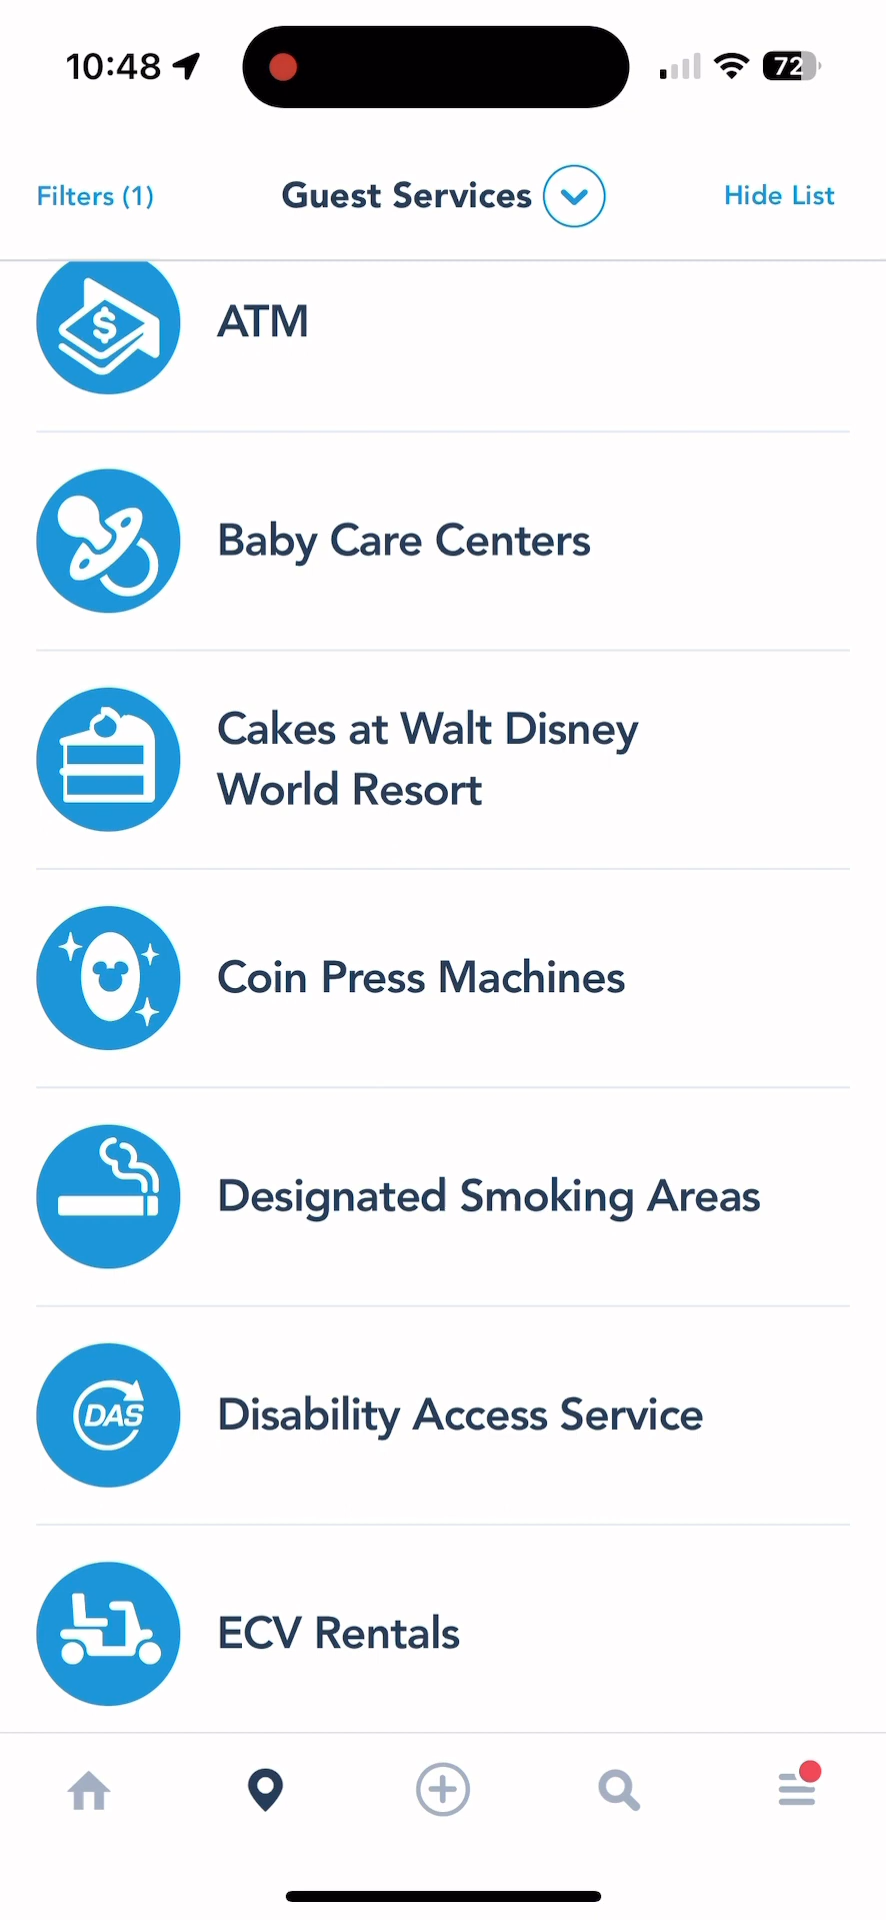 10:48
72
Filters (1)
Guest Services
Hide List
$
ATM
Baby Care Centers
Cakes at Walt Disney
World Resort
Coin Press Machines
Designated Smoking Areas
DAS
Disability Access Service
ECV Rentals